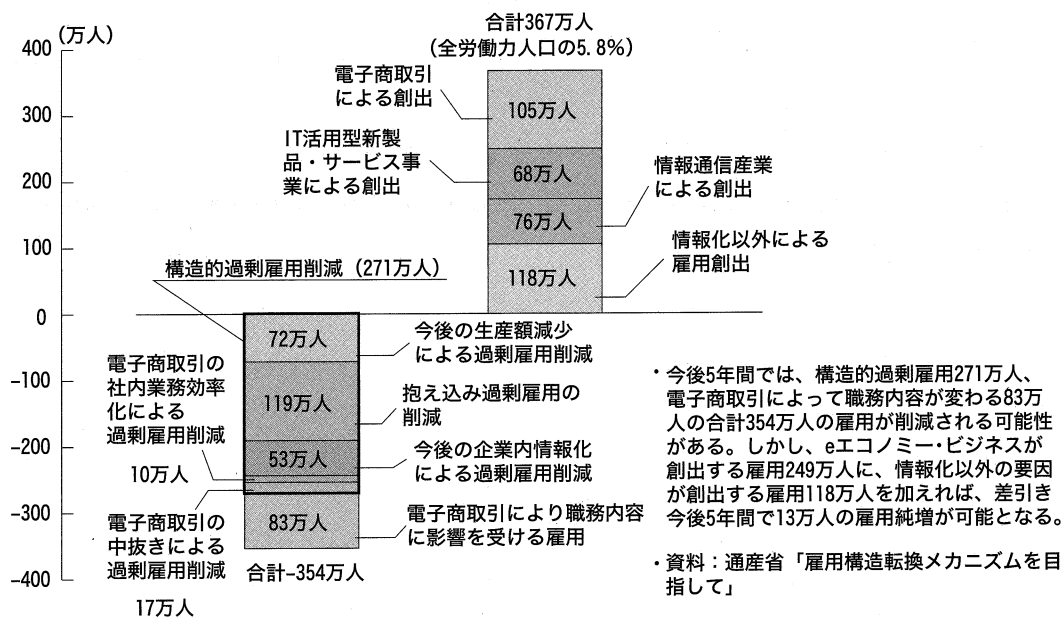 (万人)
400
300
200
100
0
−100
−200
−300
−400
合計367万人
(全労働力人口の5.8%)
電子商取引
による創出
105万人
IT活用型新製
品・サービス事
業による創出
68万人
情報通信産業
による創出
76万人
情報化以外による
雇用創出
118万人
構造的過剰雇用削減(271万人)
72万人
今後の生産額減少
による過剰雇用削減
119万人
抱え込み過剰雇用の
削減
53万人
今後の企業内情報化
による過剰雇用削減
電子商取引の
社内業務効率
化による
過剰雇用削減
10万人
電子商取引の
中抜きによる
過剰雇用削減
17万人
83万人
電子商取引により職務内容
に影響を受ける雇用
合計−354万人
・今後5年間では、構造的過剰雇用271万人、
電子商取引によって職務内容が変わる83万
人の合計354万人の雇用が削減される可能性
がある。しかし、eエコノミー・ビジネスが
創出する雇用249万人に、情報化以外の要因
が創出する雇用118万人を加えれば、差引き
今後5年間で13万人の雇用純増が可能となる。
・資料:通産省「雇用構造転換メカニズムを目
指して」